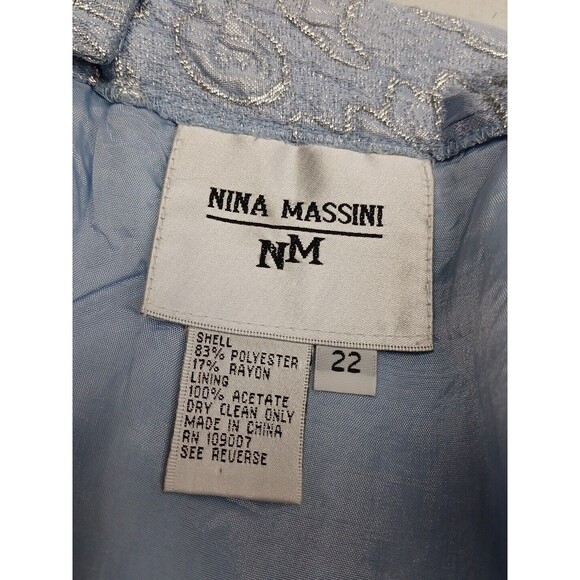 NINA MASSINI
NM
SHELL
83% POLYESTER
17% RAYON
LINING
100% ACETATE
DRY CLEAN ONLY
MADE IN CHINA
RN 109007
SEE REVERSE
22